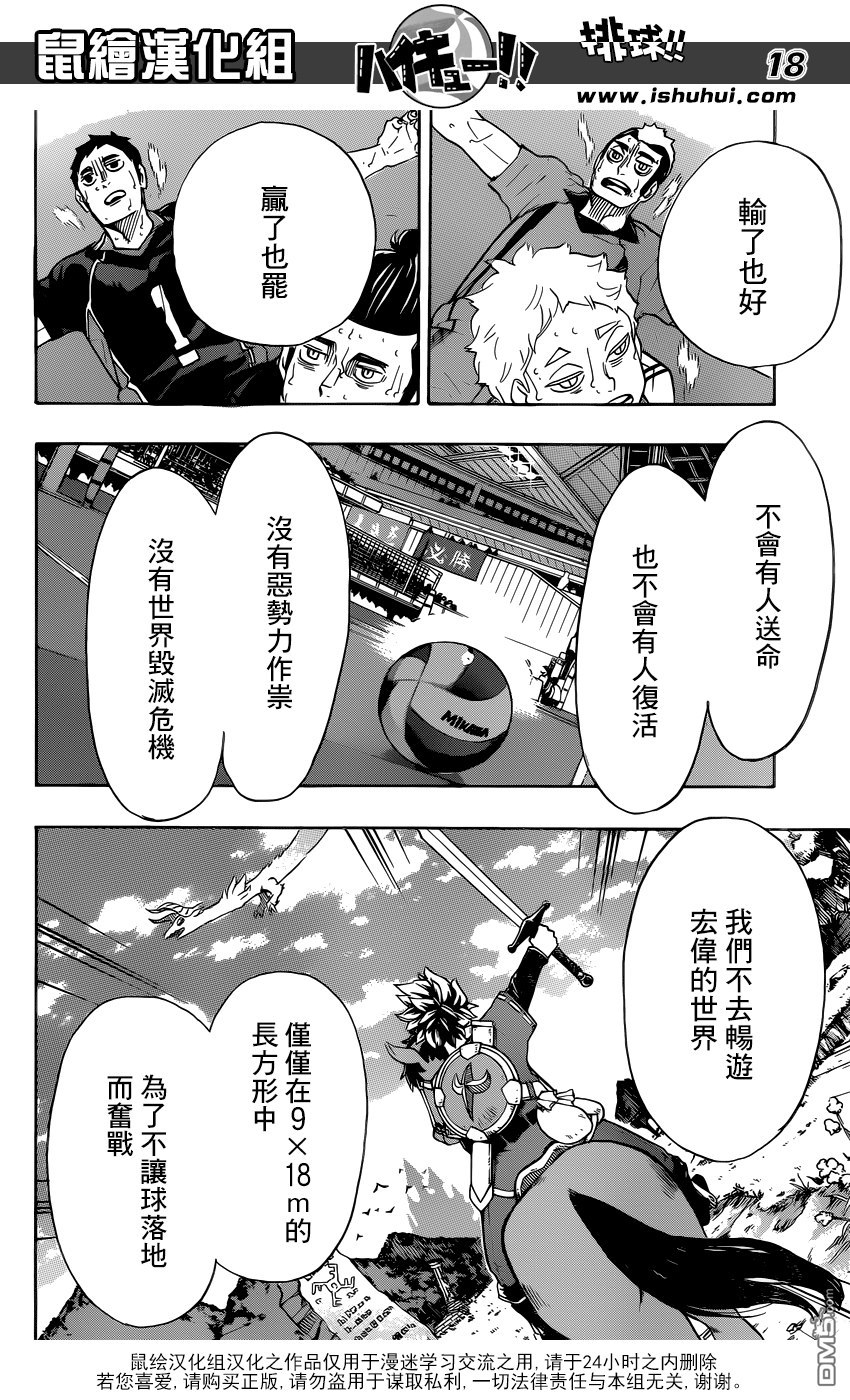 鼠繪漢化組
ハイキュー!!
排球!!
18
www.ishuhui.com
輸了也好
贏了也罷
不會有人送命
也不會有人復活
沒有惡勢力作祟
沒有世界毀滅危機
必勝
MIKAWA
我們不去暢遊
宏偉的世界
僅僅在9×18m的
長方形中
為了不讓球落地
而奮戰
DM5.com
鼠绘汉化组汉化之作品仅用于漫迷学习交流之用, 请于24小时之内删除
若您喜爱, 请购买正版, 请勿盗用于谋取私利, 一切法律责任与本组无关, 谢谢.